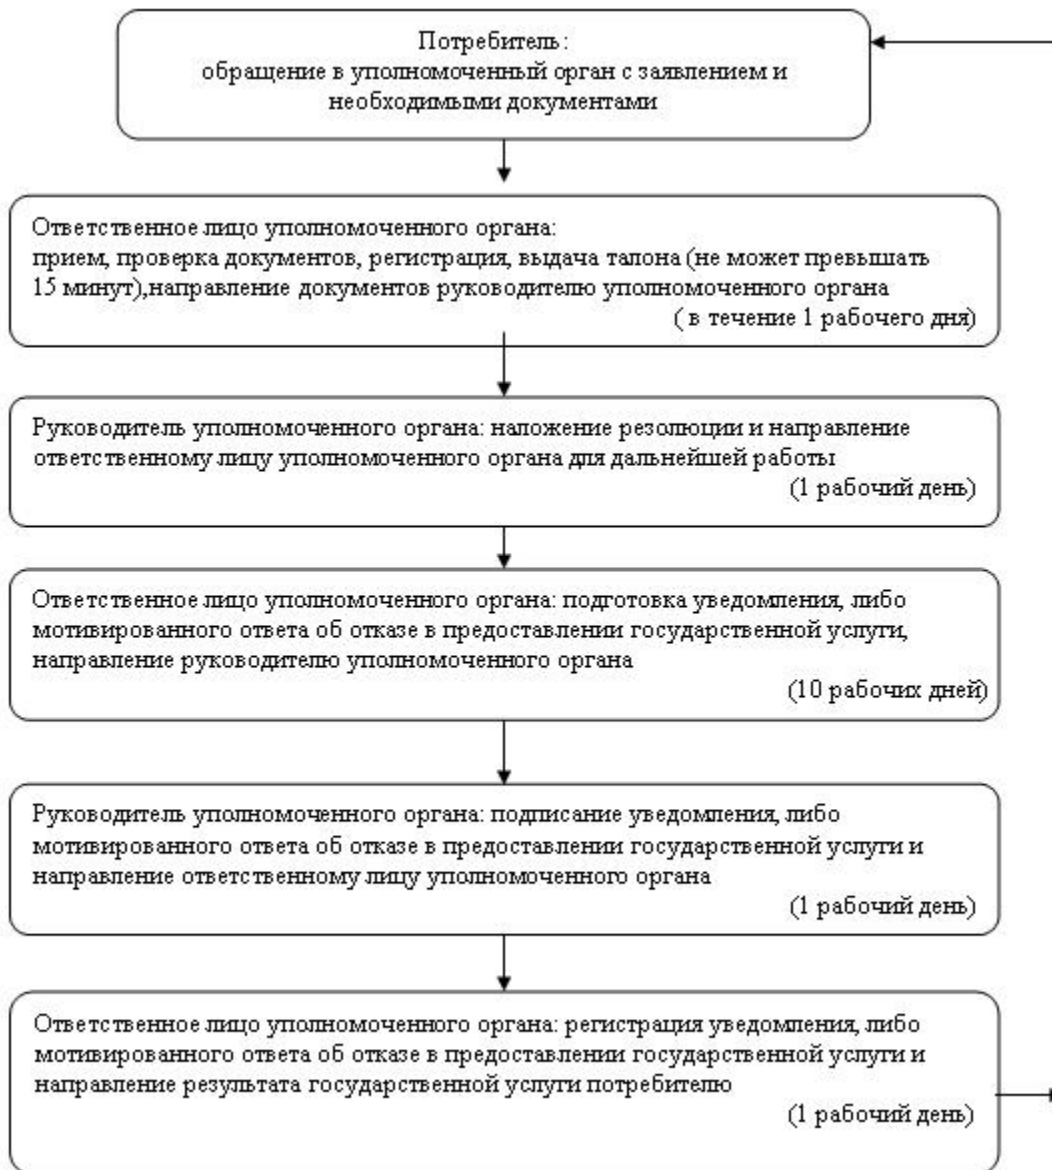 Потребитель:
обращение в уполномоченный орган с заявлением и
необходимыми документами
Ответственное лицо уполномоченного органа:
прием, проверка документов, регистрация, выдача талона (не может превышать
15 минут),направление документов руководителю уполномоченного органа
( в течение 1 рабочего дня)
Руководитель уполномоченного органа: наложение резолюции и направление
ответственному лицу уполномоченного органа для дальнейшей работы
(1 рабочий день)
Ответственное лицо уполномоченного органа: подготовка уведомления, либо
мотивированного ответа об отказе в предоставлении государственной услуги,
направление руководителю уполномоченного органа
(10 рабочих дней)
Руководитель уполномоченного органа: подписание уведомления, либо
мотивированного ответа об отказе в предоставлении государственной услуги и
направление ответственному лицу уполномоченного органа
(1 рабочий день)
Ответственное лицо уполномоченного органа: регистрация уведомления, либо
мотивированного ответа об отказе в предоставлении государственной услуги и
направление результата государственной услуги потребителю
(1 рабочий день)